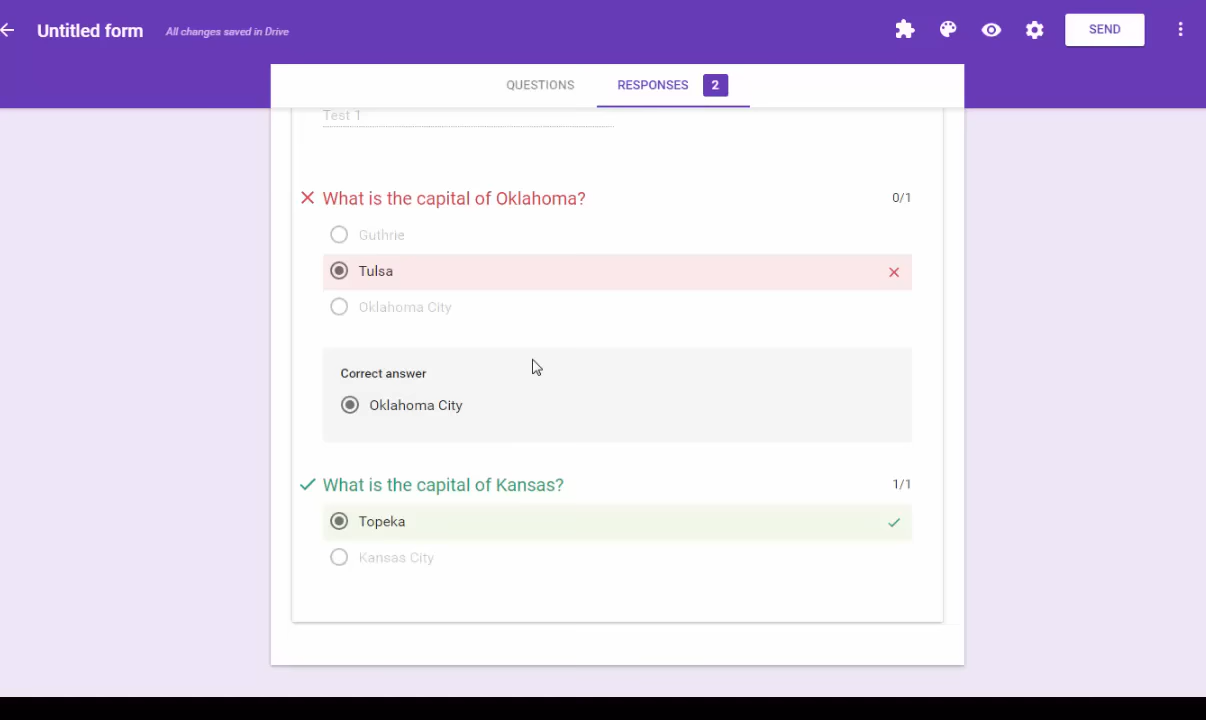 Untitled form All changes saved in Drive SEND
QUESTIONS RESPONSES 2
Test 1
What is the capital of Oklahoma? 0/1
Guthrie
Tulsa
Oklahoma City
Correct answer
Oklahoma City
What is the capital of Kansas? 1/1
Topeka
Kansas City